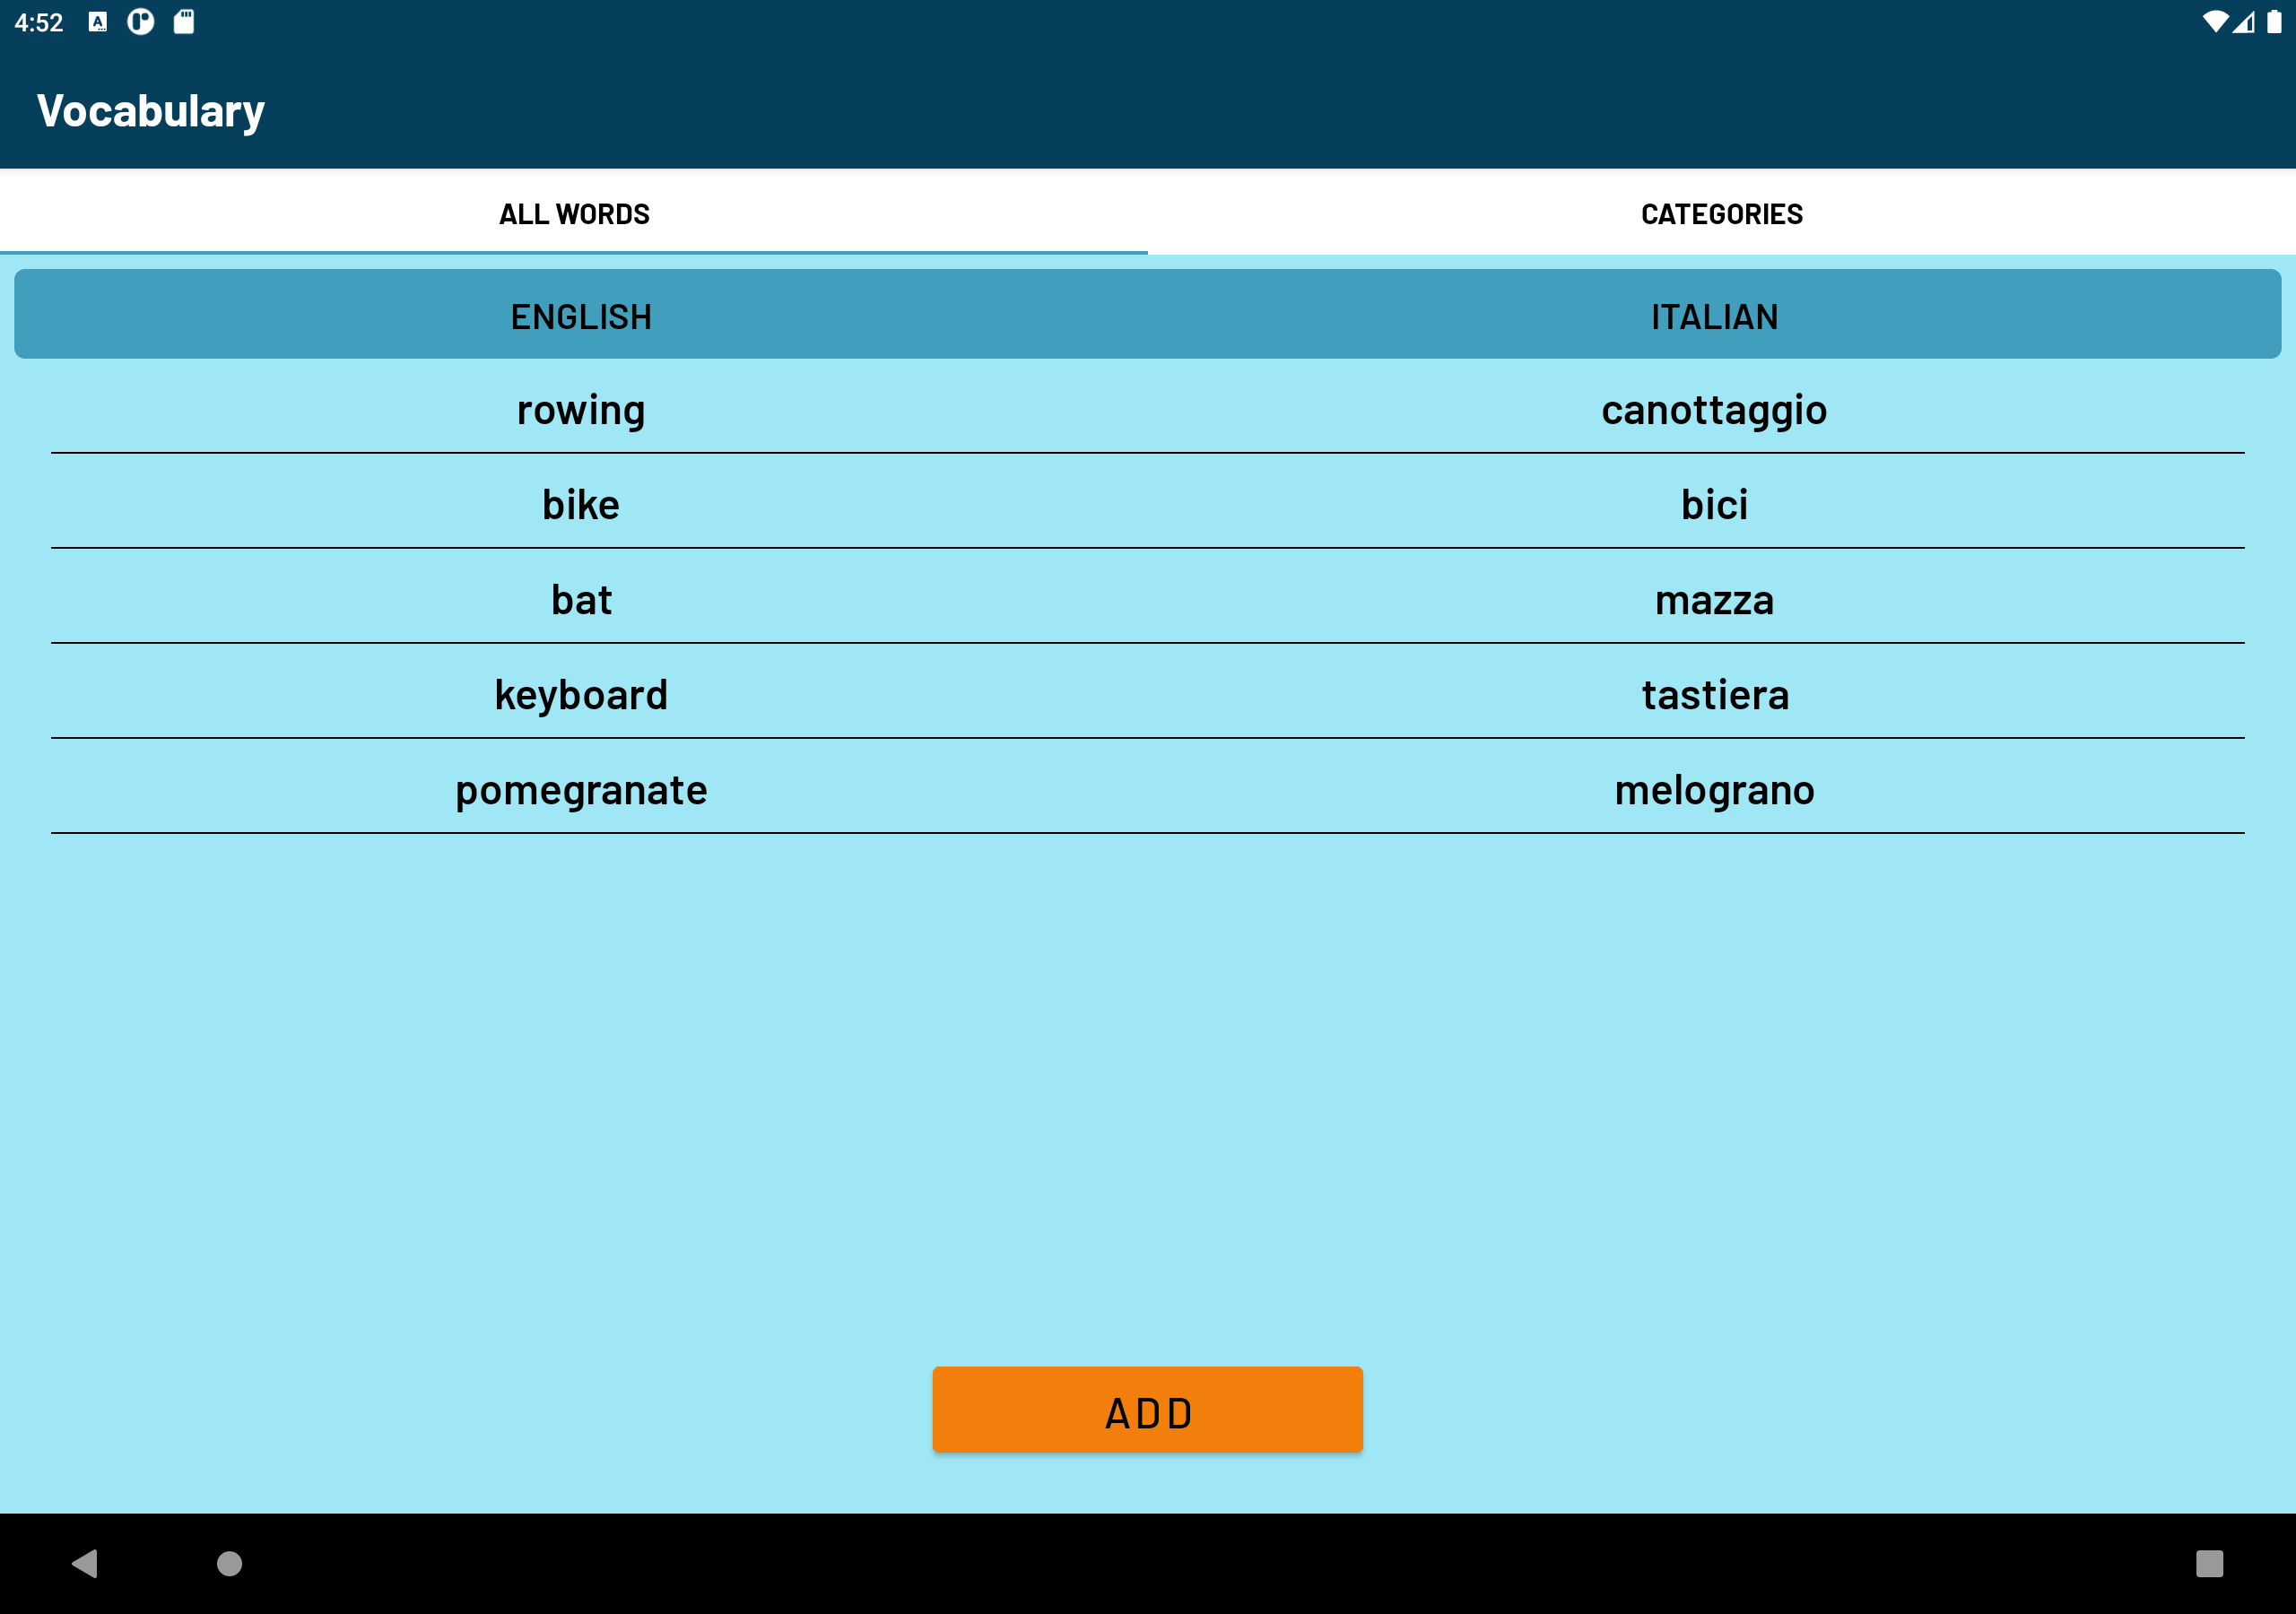 4:52
Vocabulary
ALL WORDS CATEGORIES
ENGLISH ITALIAN
rowing canottaggio
bike bici
bat mazza
keyboard tastiera
pomegranate melograno
ADD